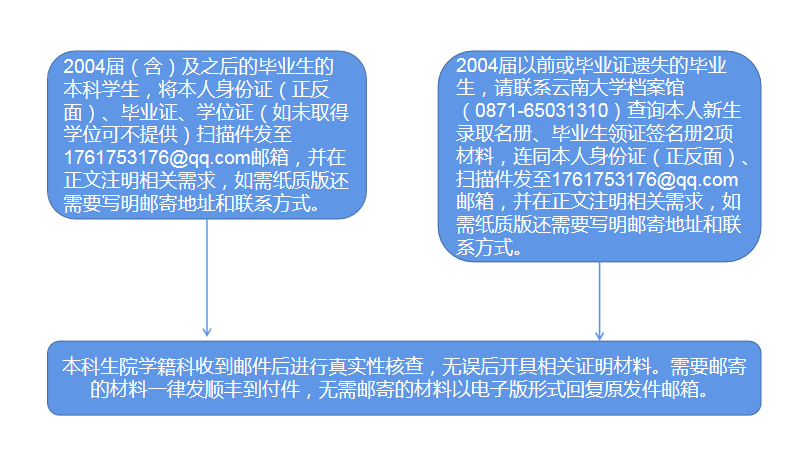 2004届（含）及之后的毕业生的
本科学生，将本人身份证（正反
面）、毕业证、学位证（如未取得
学位可不提供）扫描件发至
1761753176@qq.com邮箱，并在
正文注明相关需求，如需纸质版还
需要写明邮寄地址和联系方式。
2004届以前或毕业证遗失的毕业
生，请联系云南大学档案馆
（0871-65031310）查询本人新生
录取名册、毕业生领证签名册2项
材料，连同本人身份证（正反面）、
扫描件发至1761753176@qq.com
邮箱，并在正文注明相关需求，如
需纸质版还需要写明邮寄地址和联
系方式。
本科生院学籍科收到邮件后进行真实性核查，无误后开具相关证明材料。需要邮寄
的材料一律发顺丰到付件，无需邮寄的材料以电子版形式回复原发件邮箱。